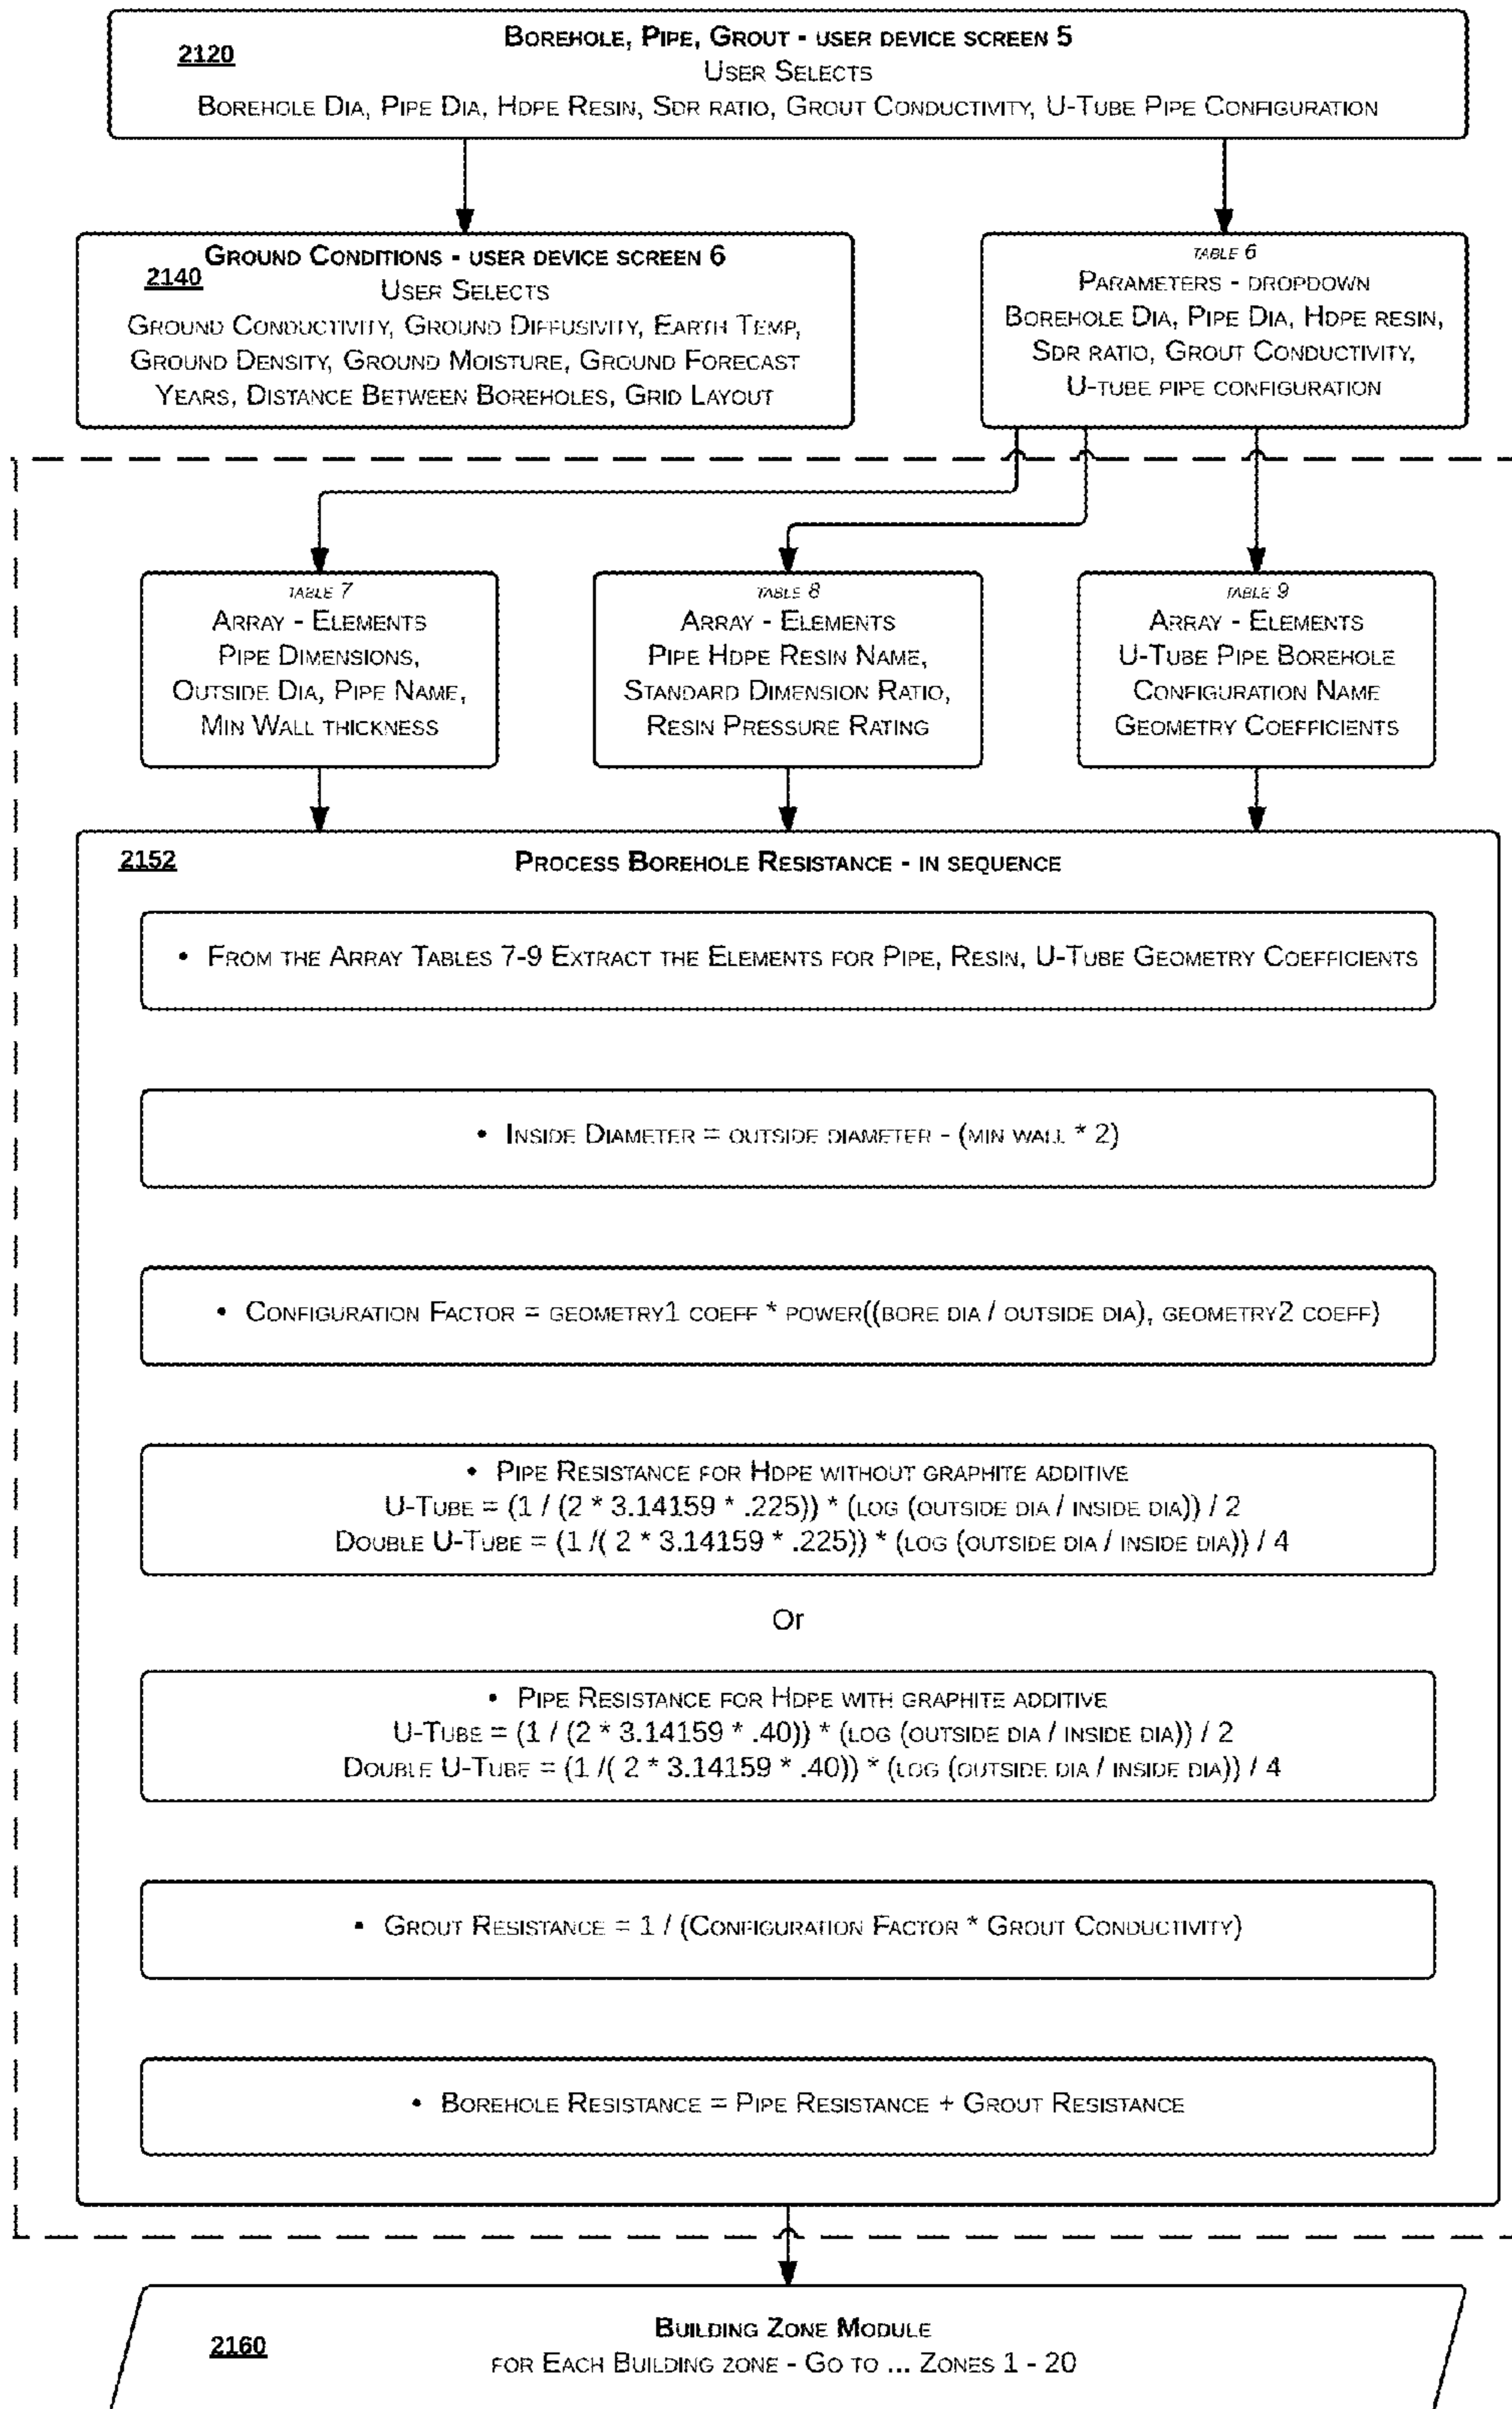 2120
BOREHOLE, PIPE, GROUT - USER DEVICE SCREEN 5
USER SELECTS
BOREHOLE DIA, PIPE DIA, HDPE RESIN, SDR RATIO, GROUT CONDUCTIVITY, U-TUBE PIPE CONFIGURATION
GROUND CONDITIONS - USER DEVICE SCREEN 6
2140
USER SELECTS
GROUND CONDUCTIVITY, GROUND DIFFUSIVITY, EARTH TEMP,
GROUND DENSITY, GROUND MOISTURE, GROUND FORECAST
YEARS, DISTANCE BETWEEN BOREHOLES, GRID LAYOUT
TABLE 6
PARAMETERS - DROPDOWN
BOREHOLE DIA, PIPE DIA, HDPE RESIN,
SDR RATIO, GROUT CONDUCTIVITY,
U-TUBE PIPE CONFIGURATION
TABLE 7
ARRAY - ELEMENTS
PIPE DIMENSIONS,
OUTSIDE DIA, PIPE NAME,
MIN WALL THICKNESS
TABLE 8
ARRAY - ELEMENTS
PIPE HDPE RESIN NAME,
STANDARD DIMENSION RATIO,
RESIN PRESSURE RATING
TABLE 9
ARRAY - ELEMENTS
U-TUBE PIPE BOREHOLE
CONFIGURATION NAME
GEOMETRY COEFFICIENTS
2152
PROCESS BOREHOLE RESISTANCE - IN SEQUENCE
• FROM THE ARRAY TABLES 7-9 EXTRACT THE ELEMENTS FOR PIPE, RESIN, U-TUBE GEOMETRY COEFFICIENTS
• INSIDE DIAMETER = OUTSIDE DIAMETER - (MIN WALL * 2)
• CONFIGURATION FACTOR = GEOMETRY1 COEFF * POWER((BORE DIA / OUTSIDE DIA), GEOMETRY2 COEFF)
• PIPE RESISTANCE FOR HDPE WITHOUT GRAPHITE ADDITIVE
U-TUBE = (1 / (2 * 3.14159 * .225)) * (LOG (OUTSIDE DIA / INSIDE DIA)) / 2
DOUBLE U-TUBE = (1 /( 2 * 3.14159 * .225)) * (LOG (OUTSIDE DIA / INSIDE DIA)) / 4
Or
• PIPE RESISTANCE FOR HDPE WITH GRAPHITE ADDITIVE
U-TUBE = (1 / (2 * 3.14159 * .40)) * (LOG (OUTSIDE DIA / INSIDE DIA)) / 2
DOUBLE U-TUBE = (1 /( 2 * 3.14159 * .40)) * (LOG (OUTSIDE DIA / INSIDE DIA)) / 4
• GROUT RESISTANCE = 1 / (CONFIGURATION FACTOR * GROUT CONDUCTIVITY)
• BOREHOLE RESISTANCE = PIPE RESISTANCE + GROUT RESISTANCE
2160
BUILDING ZONE MODULE
FOR EACH BUILDING ZONE - GO TO ... ZONES 1 - 20